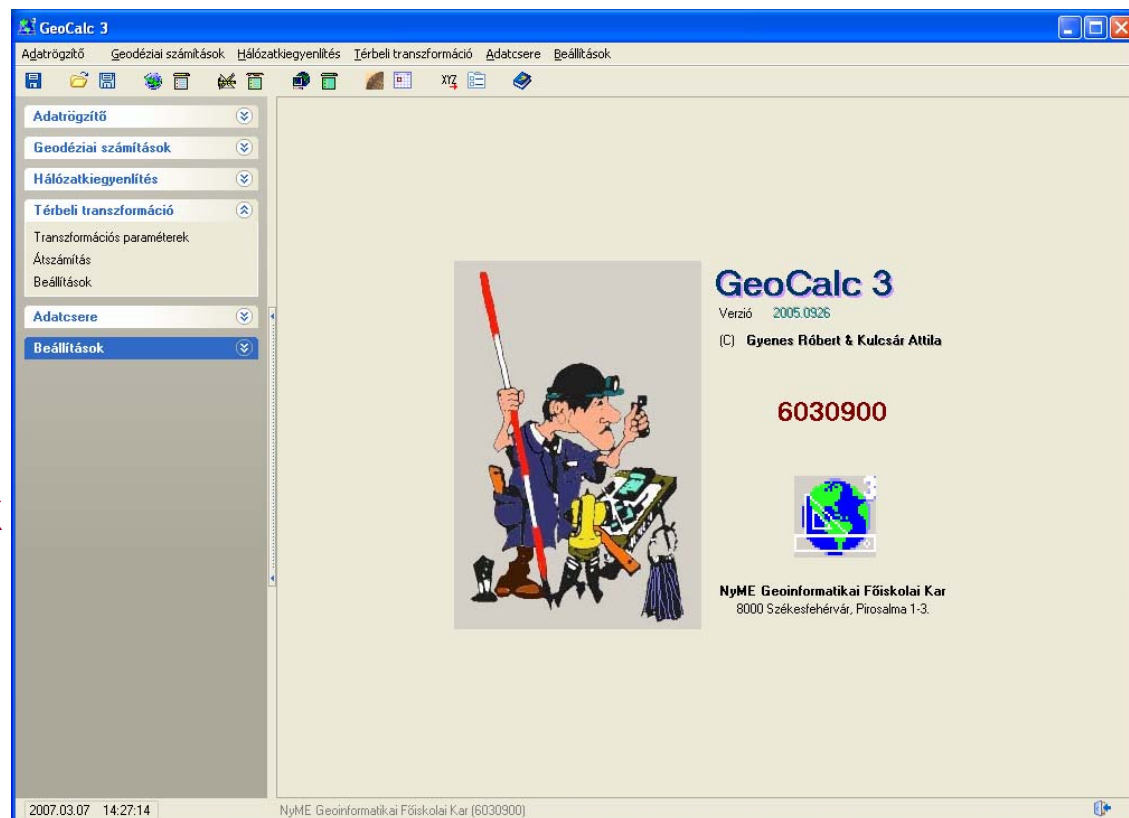 GeoCalc 3
Adatrögzítő Geodéziai számítások Hálózatkiegyenlítés Térbeli transzformáció Adatcsere Beállítások
XYZ
Adatrögzítő
Geodéziai számítások
Hálózatkiegyenlítés
Térbeli transzformáció
Transzformációs paraméterek
Átszámítás
Beállítások
Adatcsere
Beállítások
GeoCalc 3
Verzió 2005.0926
(C) Gyenes Róbert & Kulcsár Attila
6030900
3
NyME Geoinformatikai Főiskolai Kar
8000 Székesfehérvár, Pirosalma 1-3.
2007.03.07 14:27:14 NyME Geoinformatikai Főiskolai Kar (6030900)